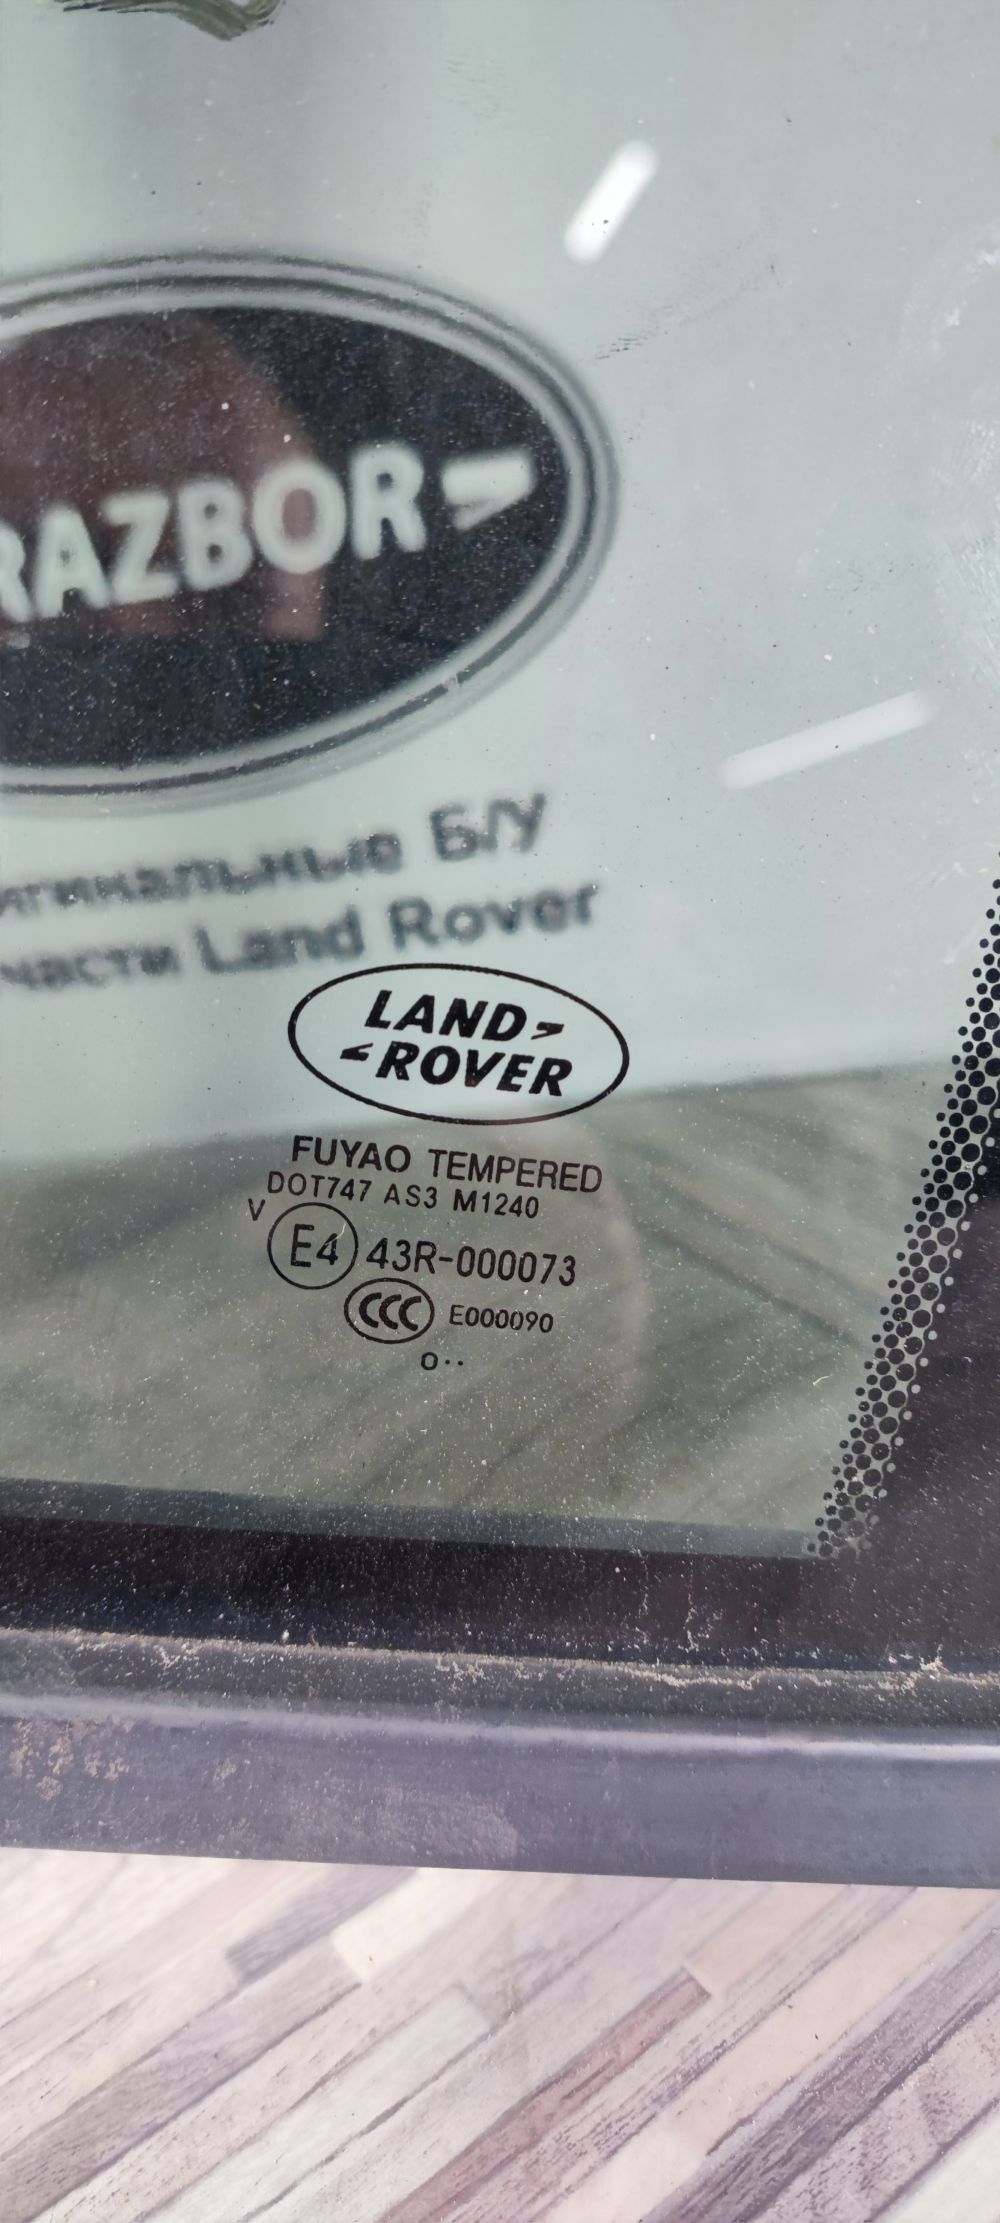 RAZBOR
Б/У
Land Rover
LAND
ROVER
FUYAO TEMPERED
DOT747 AS3 M1240
V
E4 43R-000073
CCC E000090
O··